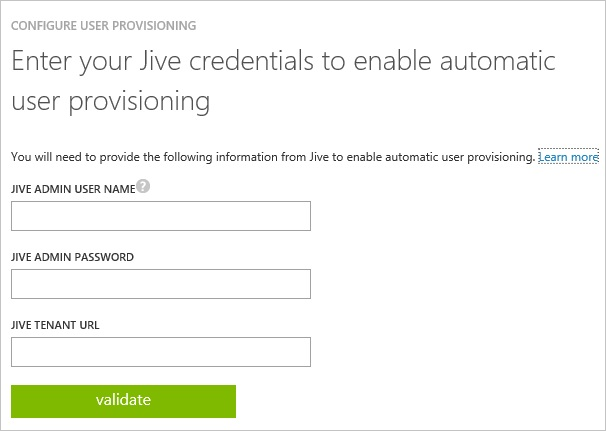 CONFIGURE USER PROVISIONING
Enter your Jive credentials to enable automatic
user provisioning
You will need to provide the following information from Jive to enable automatic user provisioning. Learn more
JIVE ADMIN USER NAME ?
JIVE ADMIN PASSWORD
JIVE TENANT URL
validate